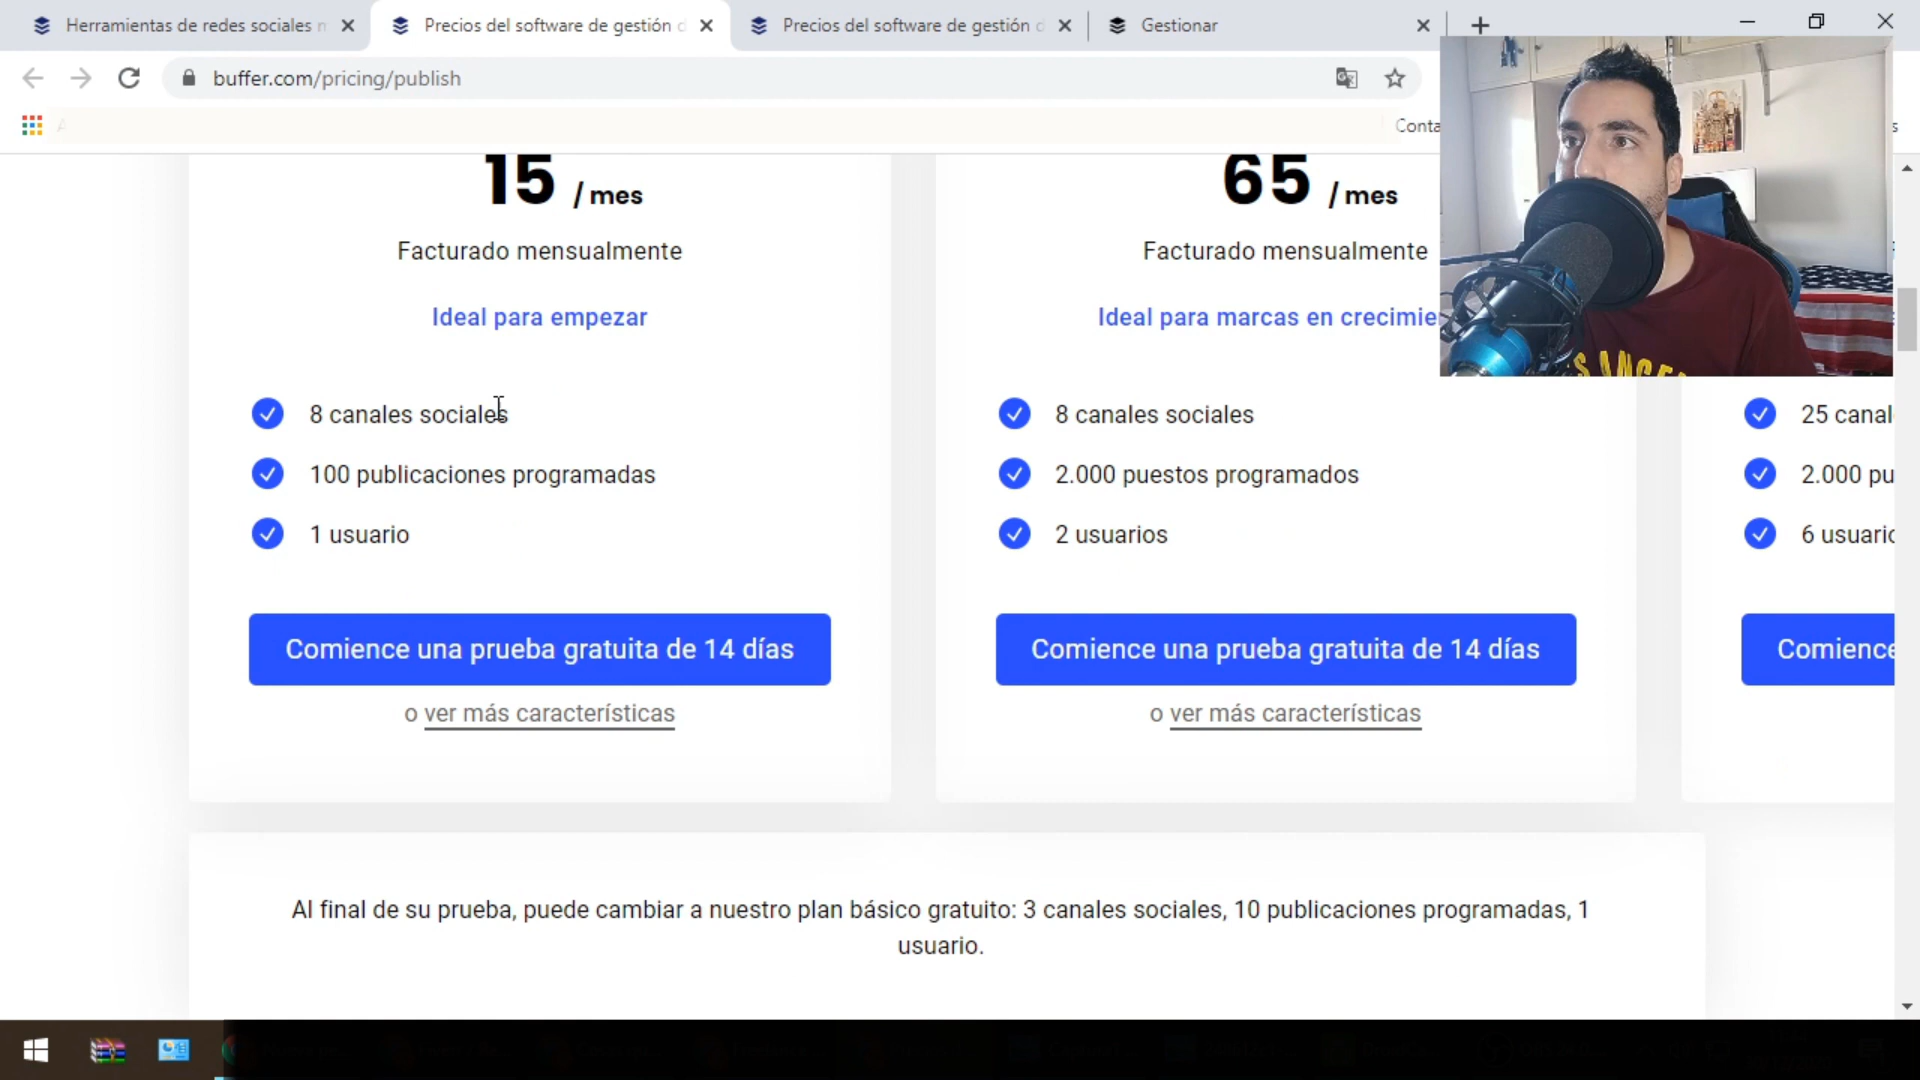 Herramientas de redes sociales
Precios del software de gestión
Precios del software de gestión
Gestionar
buffer.com/pricing/publish
Conta
15 / mes
Facturado mensualmente
Ideal para empezar
8 canales sociales
100 publicaciones programadas
1 usuario
Comience una prueba gratuita de 14 días
o ver más características
65 / mes
Facturado mensualmente
Ideal para marcas en crecimie
8 canales sociales
2.000 puestos programados
2 usuarios
Comience una prueba gratuita de 14 días
o ver más características
25 canal
2.000 pu
6 usuario
Comience
Al final de su prueba, puede cambiar a nuestro plan básico gratuito: 3 canales sociales, 10 publicaciones programadas, 1
usuario.